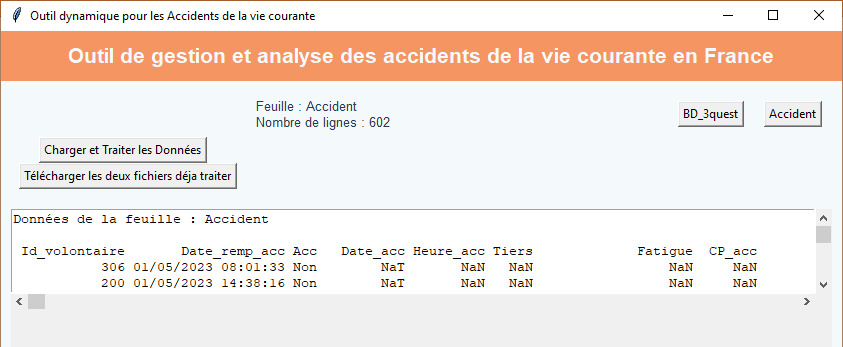 Outil dynamique pour les Accidents de la vie courante
Outil de gestion et analyse des accidents de la vie courante en France
Feuille : Accident
Nombre de lignes : 602
BD_3quest
Accident
Charger et Traiter les Données
Télécharger les deux fichiers déja traiter
Données de la feuille : Accident
Id_volontaire Date_remp_acc Acc Date_acc Heure_acc Tiers Fatigue CP_acc
306 01/05/2023 08:01:33 Non NaT NaN NaN NaN NaN
200 01/05/2023 14:38:16 Non NaT NaN NaN NaN NaN